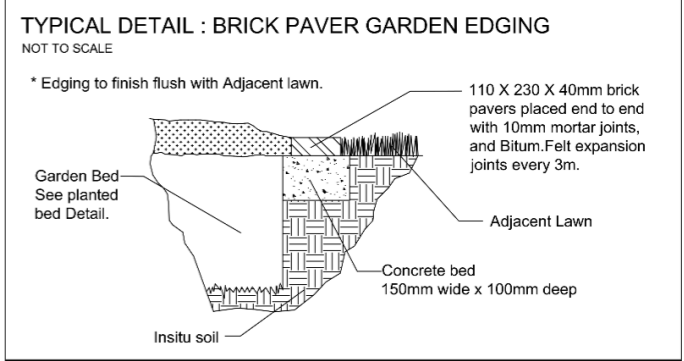 TYPICAL DETAIL : BRICK PAVER GARDEN EDGING
NOT TO SCALE
* Edging to finish flush with Adjacent lawn.
110 X 230 X 40mm brick
pavers placed end to end
with 10mm mortar joints,
and Bitum.Felt expansion
joints every 3m.
Garden Bed
See planted
bed Detail.
Adjacent Lawn
Concrete bed
150mm wide x 100mm deep
Insitu soil